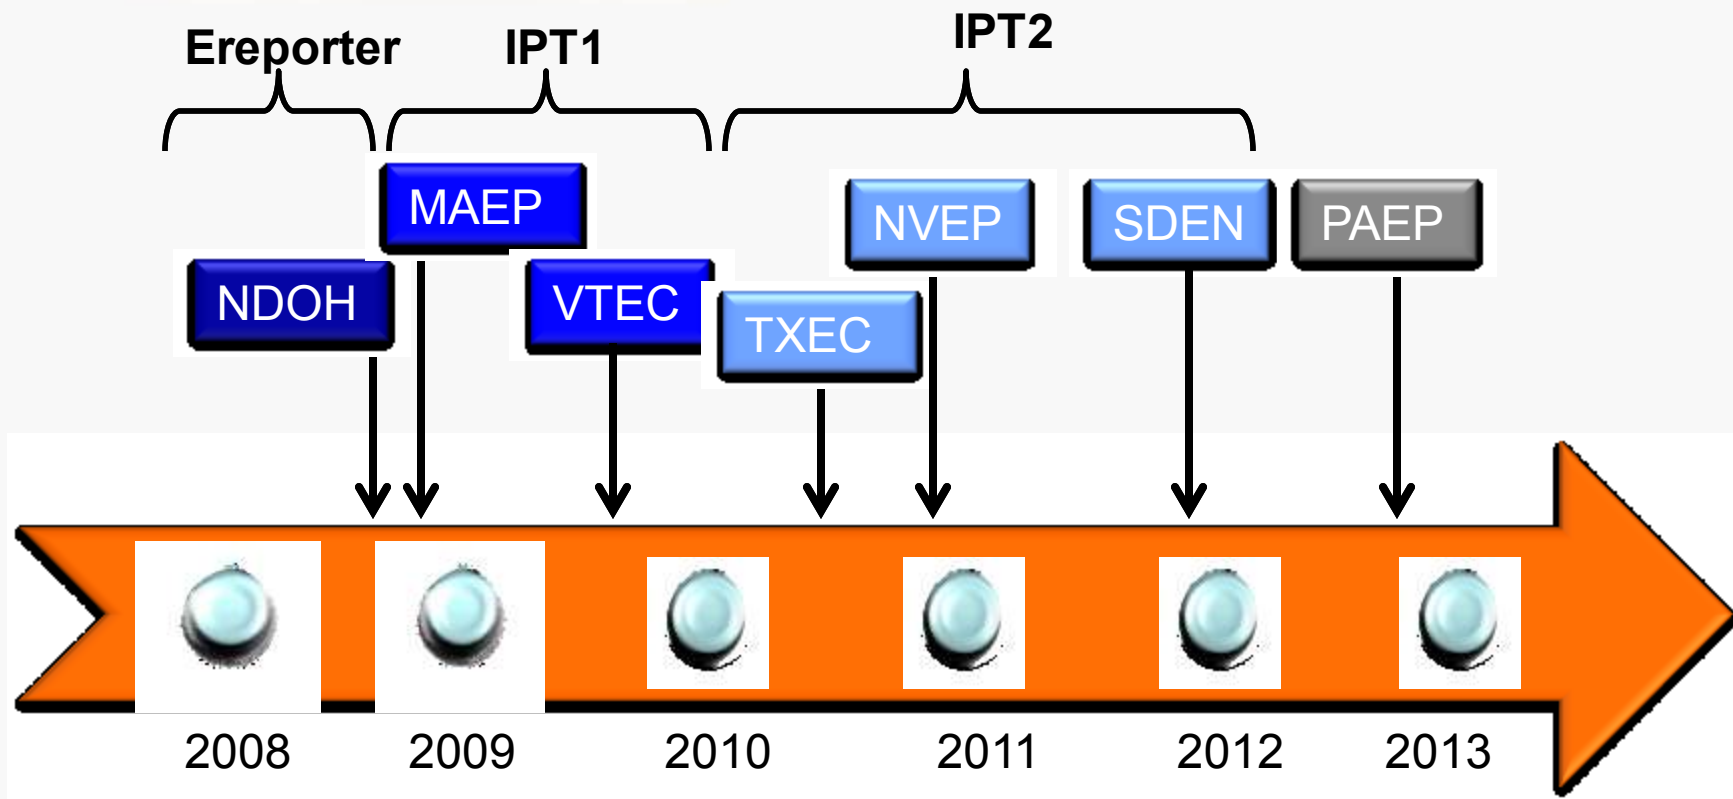 Ereporter
IPT1
IPT2
MAEP
NVEP
SDEN
PAEP
NDOH
VTEC
TXEC
2008
2009
2010
2011
2012
2013